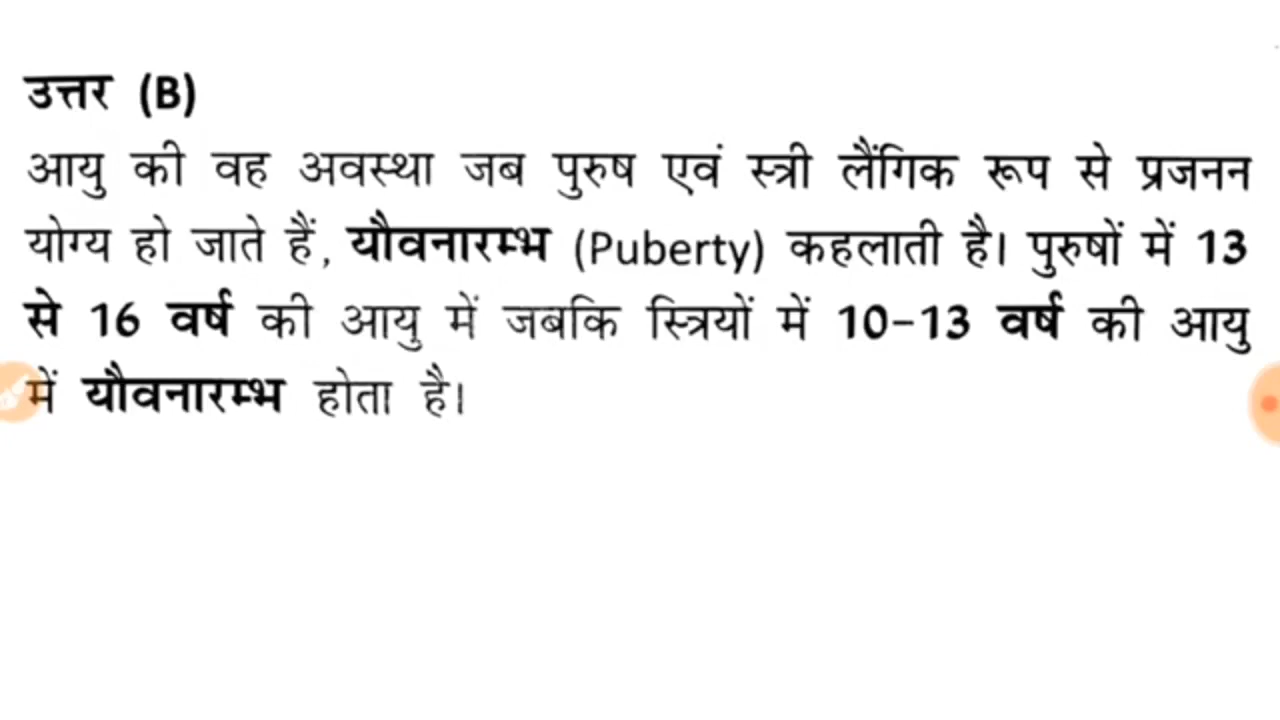 उत्तर (B)
आयु की वह अवस्था जब पुरुष एवं स्त्री लैंगिक रूप से प्रजनन
योग्य हो जाते हैं, यौवनारम्भ (Puberty) कहलाती है। पुरुषों में 13
से 16 वर्ष की आयु में जबकि स्त्रियों में 10-13 वर्ष की आयु
में यौवनारम्भ होता है।